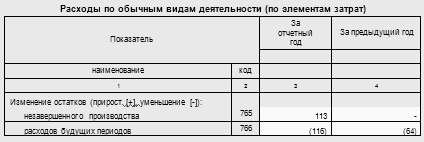 Расходы по обычным видам деятельности (по элементам затрат)
Показатель За отчетный год За предыдущий год
наименование код
1 2 3 4
Изменение остатков (прирост, [+], уменьшение [-]):
незавершенного производства 765 113 -
расходов будущих периодов 766 (116) (64)